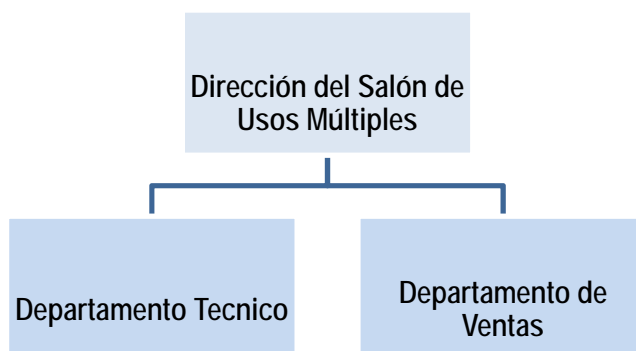 Dirección del Salón de
Usos Múltiples
Departamento Tecnico
Departamento de
Ventas